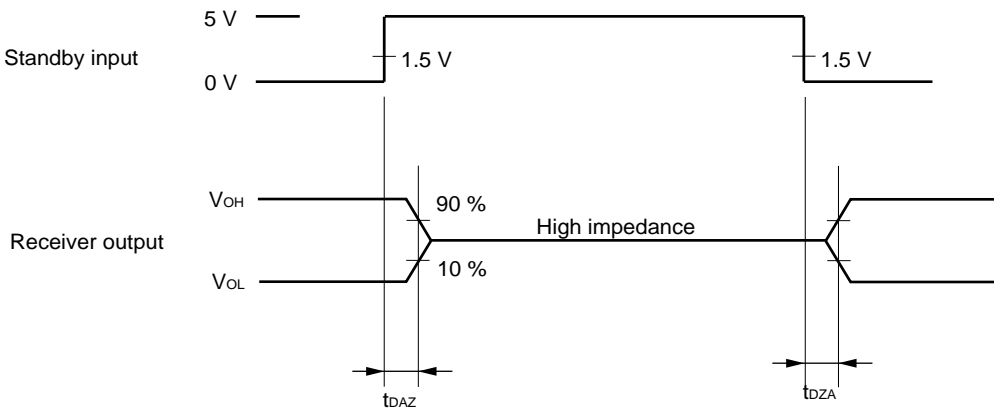 5 V
Standby input
1.5 V
1.5 V
0 V
VOH
90 %
Receiver output
High impedance
10 %
VOL
tDAZ
tDZA